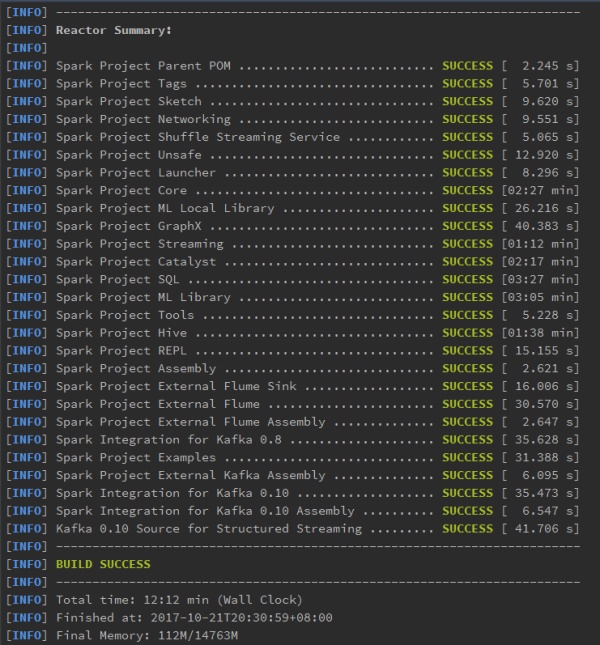 [INFO] ------------------------------------------------------------------------
[INFO] Reactor Summary:
[INFO]
[INFO] Spark Project Parent POM ........................... SUCCESS [  2.245 s]
[INFO] Spark Project Tags ................................. SUCCESS [  5.701 s]
[INFO] Spark Project Sketch ............................... SUCCESS [  9.620 s]
[INFO] Spark Project Networking ........................... SUCCESS [  9.551 s]
[INFO] Spark Project Shuffle Streaming Service ............ SUCCESS [  5.065 s]
[INFO] Spark Project Unsafe ............................... SUCCESS [ 12.920 s]
[INFO] Spark Project Launcher ............................. SUCCESS [  8.296 s]
[INFO] Spark Project Core ................................. SUCCESS [02:27 min]
[INFO] Spark Project ML Local Library ..................... SUCCESS [ 26.216 s]
[INFO] Spark Project GraphX ............................... SUCCESS [ 40.383 s]
[INFO] Spark Project Streaming ............................ SUCCESS [01:12 min]
[INFO] Spark Project Catalyst ............................. SUCCESS [02:17 min]
[INFO] Spark Project SQL .................................. SUCCESS [03:27 min]
[INFO] Spark Project ML Library ........................... SUCCESS [03:05 min]
[INFO] Spark Project Tools ................................ SUCCESS [  5.228 s]
[INFO] Spark Project Hive ................................. SUCCESS [01:38 min]
[INFO] Spark Project REPL ................................. SUCCESS [ 15.155 s]
[INFO] Spark Project Assembly ............................. SUCCESS [  2.621 s]
[INFO] Spark Project External Flume Sink .................. SUCCESS [ 16.006 s]
[INFO] Spark Project External Flume ....................... SUCCESS [ 30.570 s]
[INFO] Spark Project External Flume Assembly .............. SUCCESS [  2.647 s]
[INFO] Spark Integration for Kafka 0.8 .................... SUCCESS [ 35.628 s]
[INFO] Spark Project Examples ............................. SUCCESS [ 31.388 s]
[INFO] Spark Project External Kafka Assembly .............. SUCCESS [  6.095 s]
[INFO] Spark Integration for Kafka 0.10 ................... SUCCESS [ 35.473 s]
[INFO] Spark Integration for Kafka 0.10 Assembly .......... SUCCESS [  6.547 s]
[INFO] Kafka 0.10 Source for Structured Streaming ......... SUCCESS [ 41.706 s]
[INFO] ------------------------------------------------------------------------
[INFO] BUILD SUCCESS
[INFO] ------------------------------------------------------------------------
[INFO] Total time: 12:12 min (Wall Clock)
[INFO] Finished at: 2017-10-21T20:30:59+08:00
[INFO] Final Memory: 112M/14763M